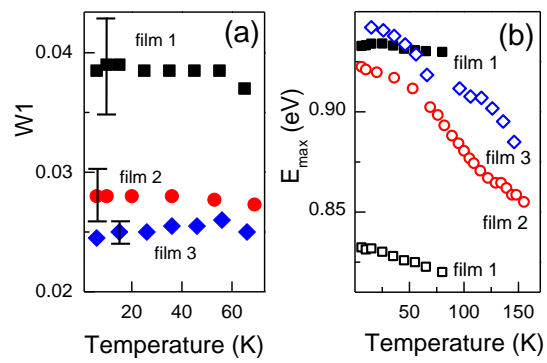 (a)
film 1
film 2
film 3
0.04
0.03
0.02
W1
20 40 60
Temperature (K)
(b)
film 1
film 3
film 2
film 1
0.90
0.85
E_max (eV)
50 100 150
Temperature (K)